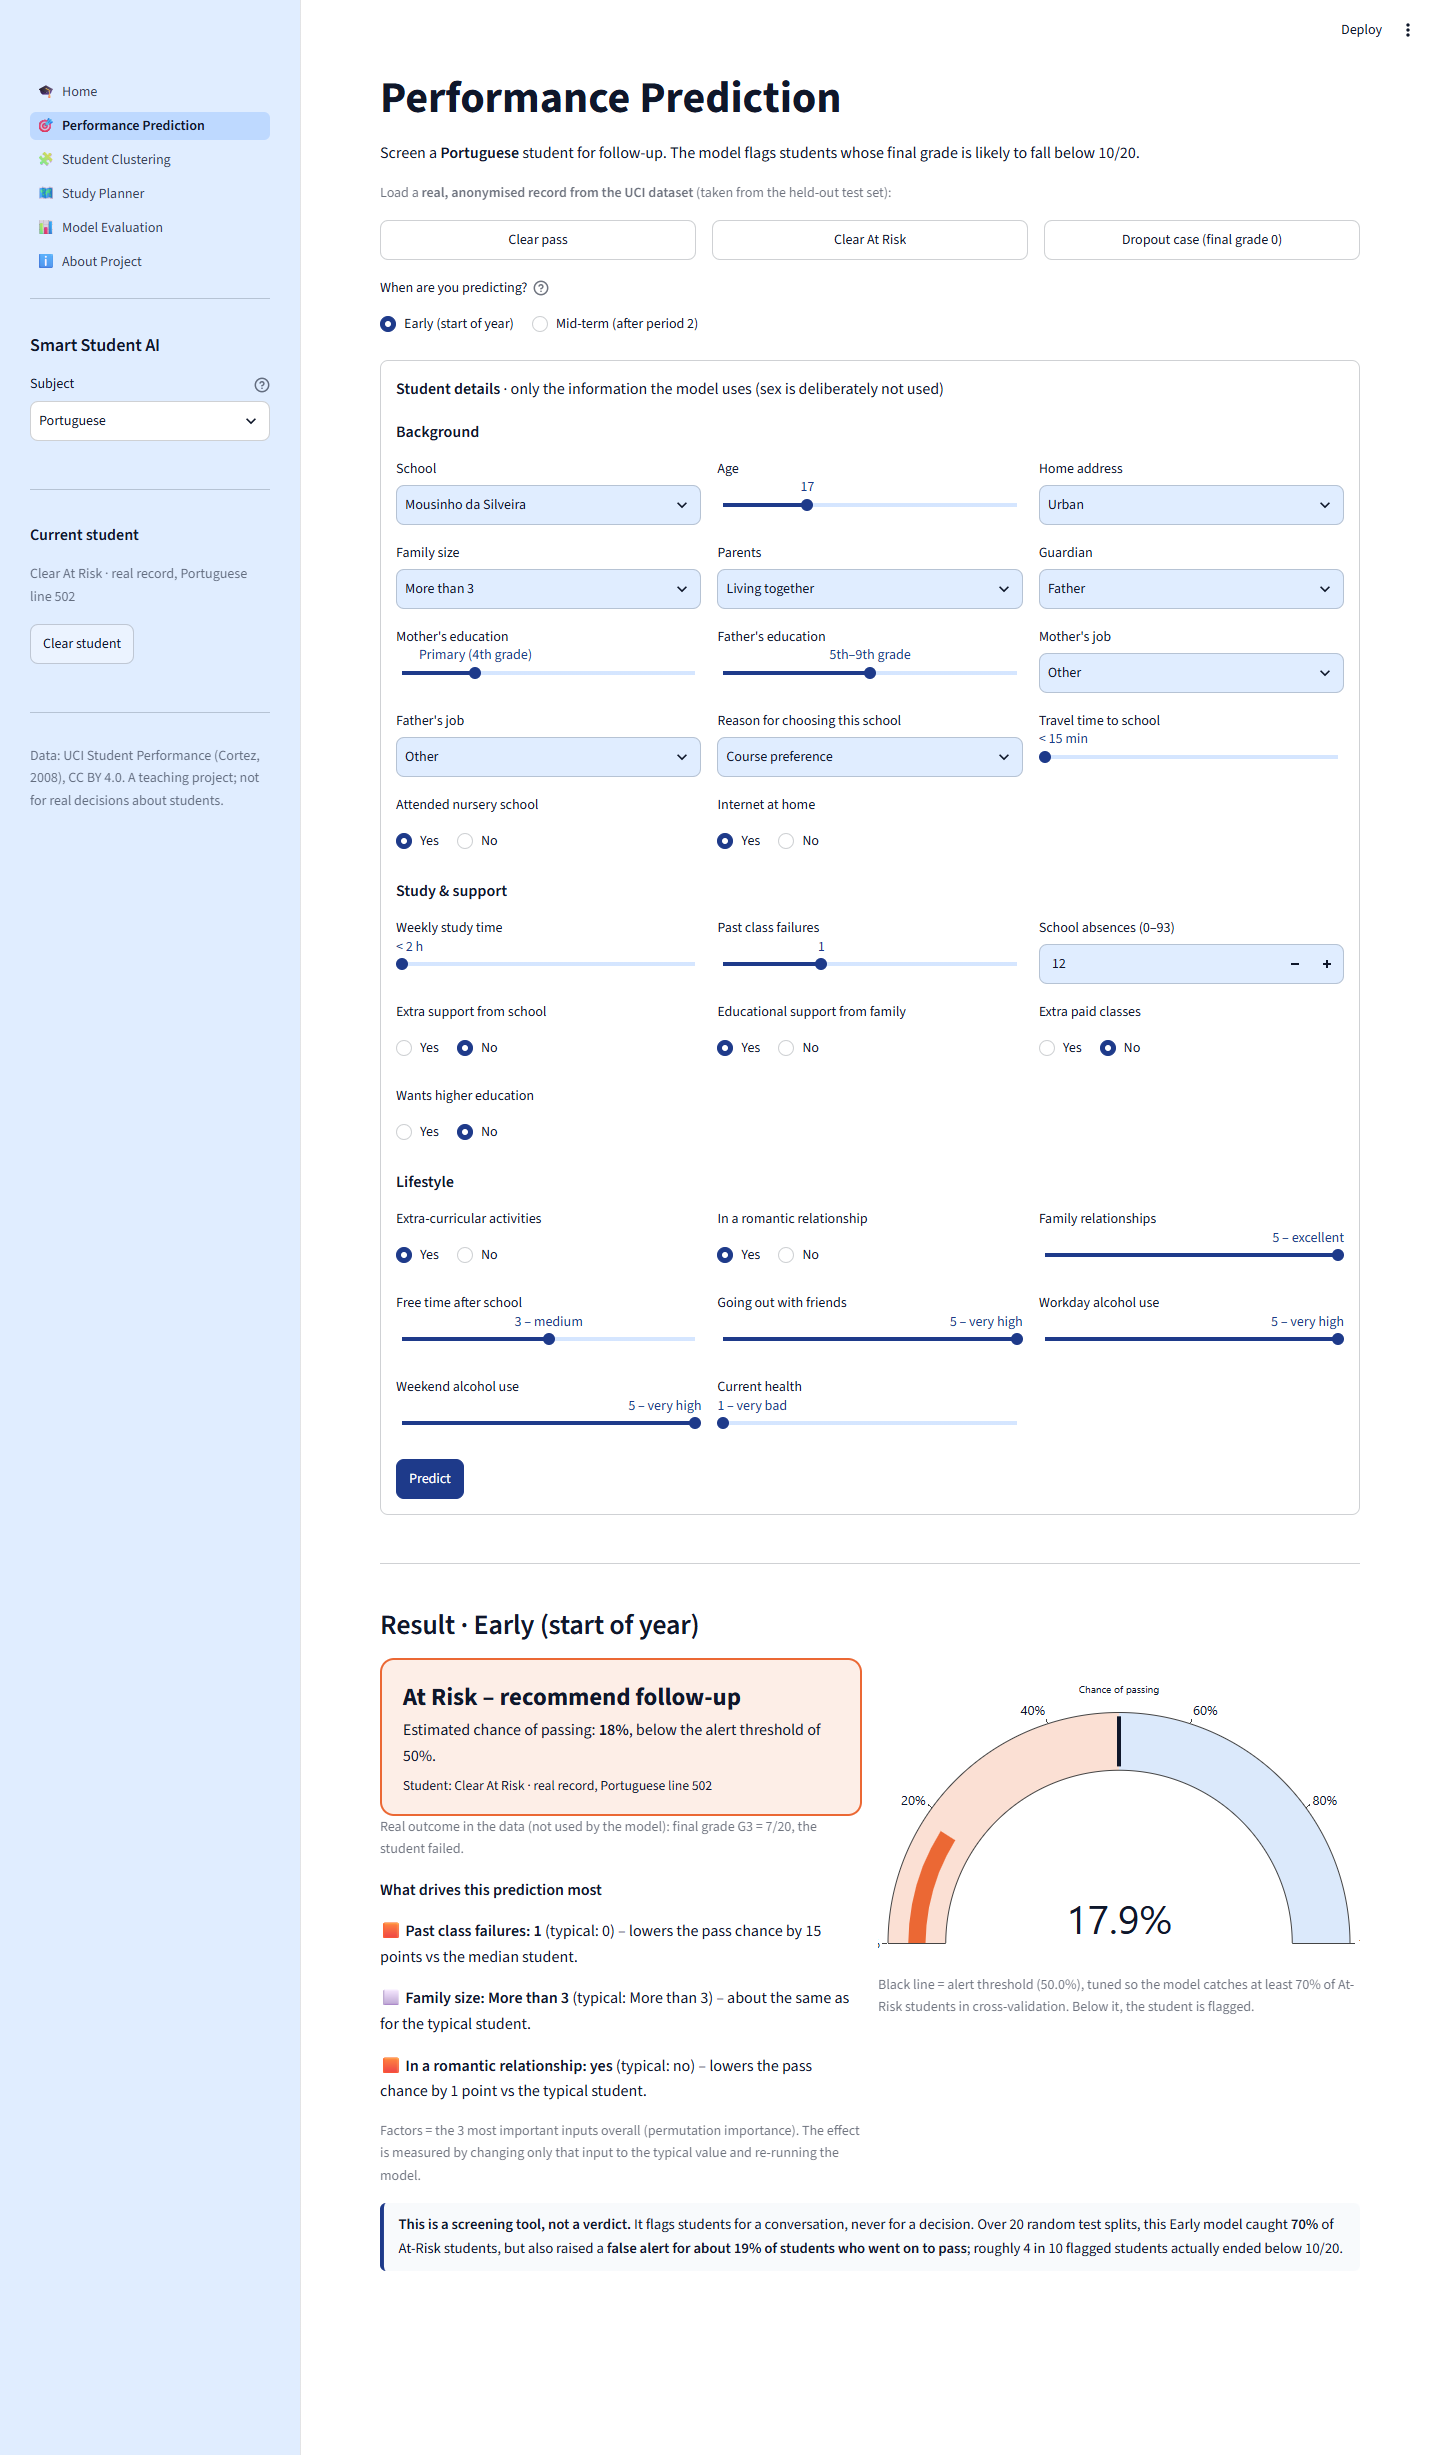 Deploy
Home
Performance Prediction
Student Clustering
Study Planner
Model Evaluation
About Project
Smart Student AI
Subject
Portuguese
Current student
Clear At Risk · real record, Portuguese
line 502
Clear student
Data: UCI Student Performance (Cortez,
2008), CC BY 4.0. A teaching project; not
for real decisions about students.
Performance Prediction
Screen a Portuguese student for follow-up. The model flags students whose final grade is likely to fall below 10/20.
Load a real, anonymised record from the UCI dataset (taken from the held-out test set):
Clear pass
Clear At Risk
Dropout case (final grade 0)
When are you predicting?
Early (start of year) Mid-term (after period 2)
Student details · only the information the model uses (sex is deliberately not used)
Background
School Age Home address
17
Mousinho da Silveira Urban
Family size Parents Guardian
More than 3 Living together Father
Mother's education Father's education Mother's job
Primary (4th grade) 5th–9th grade
Other
Father's job Reason for choosing this school Travel time to school
< 15 min
Other Course preference
Attended nursery school Internet at home
Yes No Yes No
Study & support
Weekly study time Past class failures School absences (0–93)
< 2 h 1
12
Extra support from school Educational support from family Extra paid classes
Yes No Yes No Yes No
Wants higher education
Yes No
Lifestyle
Extra-curricular activities In a romantic relationship Family relationships
5 – excellent
Yes No Yes No
Free time after school Going out with friends Workday alcohol use
3 – medium 5 – very high 5 – very high
Weekend alcohol use Current health
5 – very high 1 – very bad
Predict
Result · Early (start of year)
At Risk – recommend follow-up
Estimated chance of passing: 18%, below the alert threshold of
50%.
Student: Clear At Risk · real record, Portuguese line 502
Real outcome in the data (not used by the model): final grade G3 = 7/20, the
student failed.
What drives this prediction most
Past class failures: 1 (typical: 0) – lowers the pass chance by 15
points vs the median student.
Family size: More than 3 (typical: More than 3) – about the same as
for the typical student.
In a romantic relationship: yes (typical: no) – lowers the pass
chance by 1 point vs the typical student.
Factors = the 3 most important inputs overall (permutation importance). The effect
is measured by changing only that input to the typical value and re-running the
model.
Chance of passing
40% 60%
20% 80%
17.9%
Black line = alert threshold (50.0%), tuned so the model catches at least 70% of At-
Risk students in cross-validation. Below it, the student is flagged.
This is a screening tool, not a verdict. It flags students for a conversation, never for a decision. Over 20 random test splits, this Early model caught 70% of
At-Risk students, but also raised a false alert for about 19% of students who went on to pass; roughly 4 in 10 flagged students actually ended below 10/20.